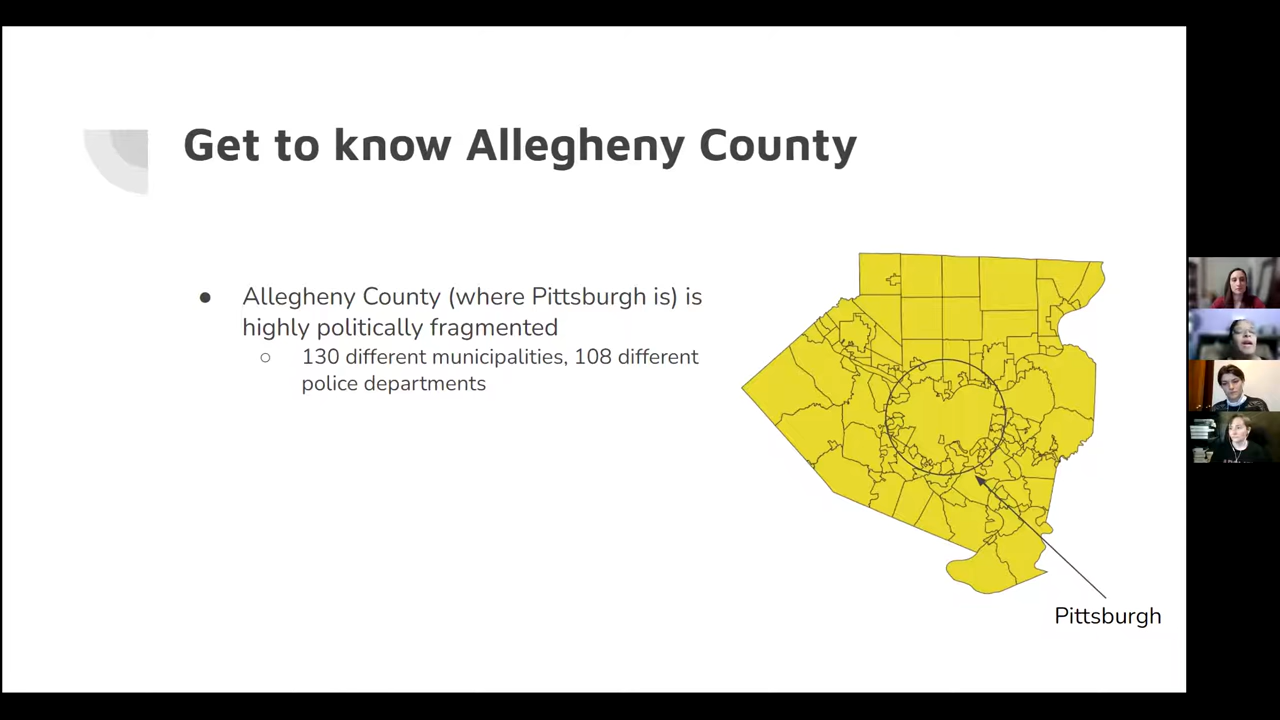 Get to know Allegheny County
● Allegheny County (where Pittsburgh is) is
highly politically fragmented
○ 130 different municipalities, 108 different
police departments
Pittsburgh